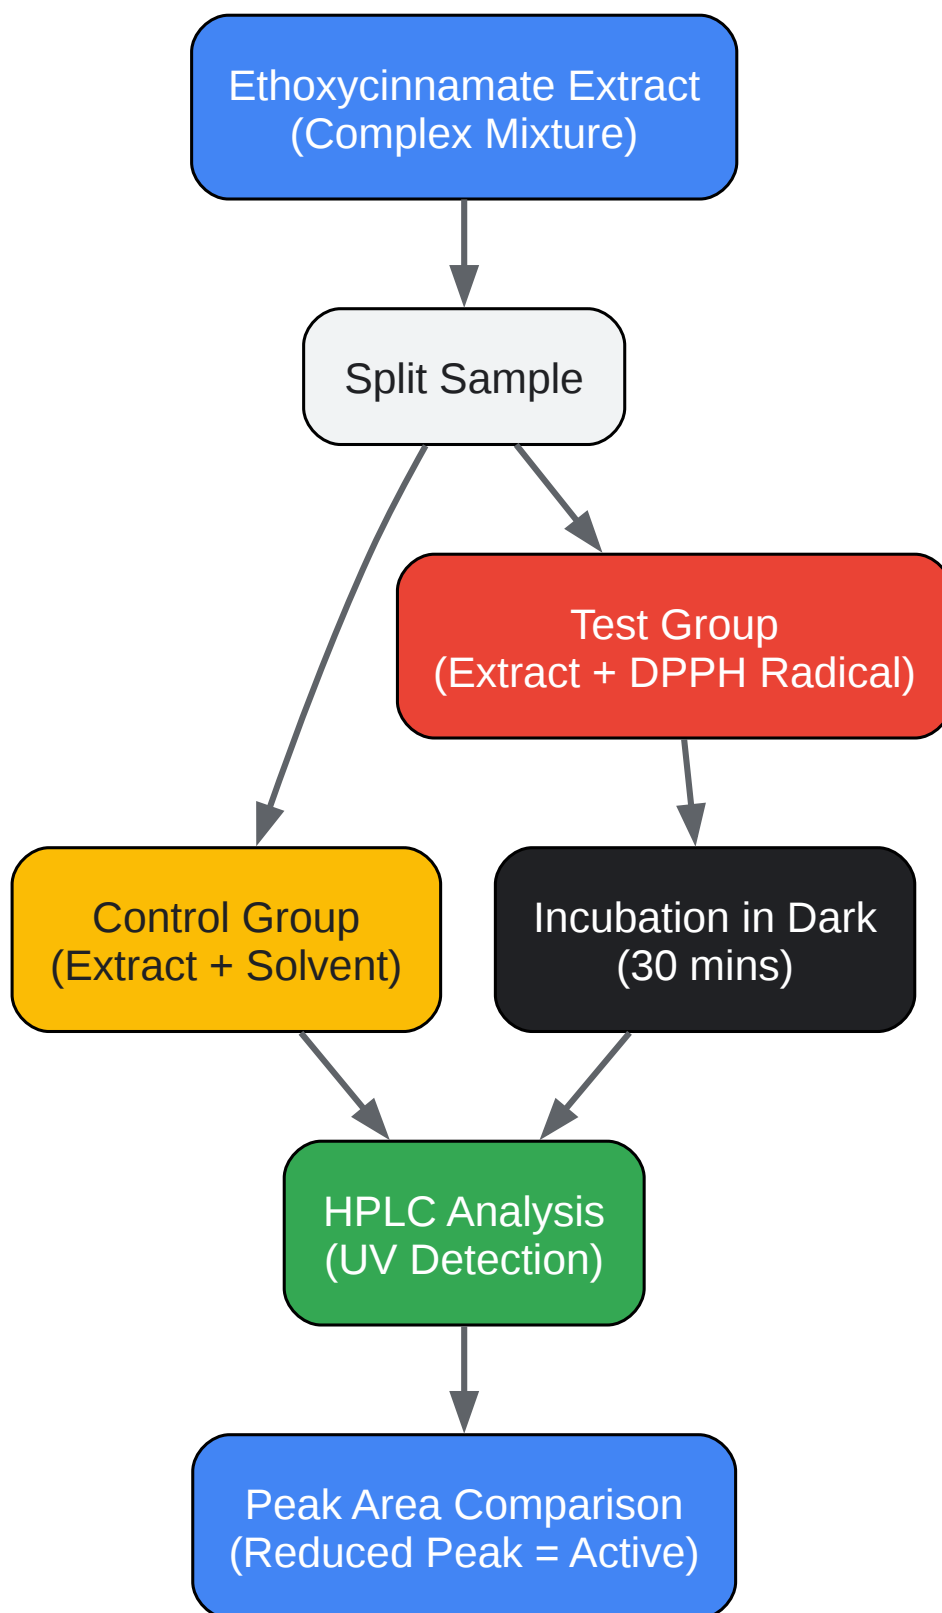 Ethoxycinnamate Extract
(Complex Mixture)
Split Sample
Test Group
(Extract + DPPH Radical)
Control Group
(Extract + Solvent)
Incubation in Dark
(30 mins)
HPLC Analysis
(UV Detection)
Peak Area Comparison
(Reduced Peak = Active)